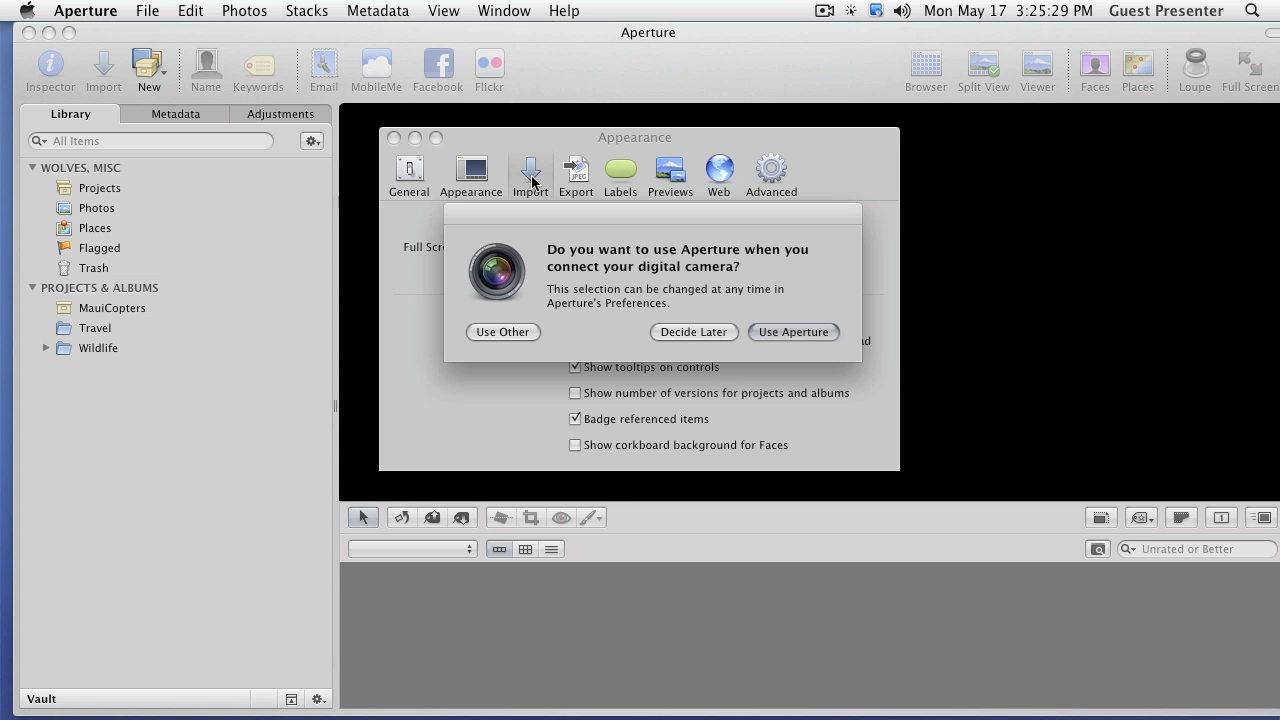 Aperture File Edit Photos Stacks Metadata View Window Help Mon May 17 3:25:29 PM Guest Presenter
Aperture
Inspector Import New Name Keywords Email MobileMe Facebook Flickr Browser Split View Viewer Faces Places Loupe Full Screen
Library Metadata Adjustments
All Items
WOLVES, MISC
Projects
Photos
Places
Flagged
Trash
PROJECTS & ALBUMS
MauiCopters
Travel
Wildlife
Vault
Appearance
General Appearance Import Export Labels Previews Web Advanced
JPEG
Full Scr
Do you want to use Aperture when you
connect your digital camera?
This selection can be changed at any time in
Aperture's Preferences.
Use Other Decide Later Use Aperture
Show tooltips on controls
Show number of versions for projects and albums
Badge referenced items
Show corkboard background for Faces
1
Unrated or Better